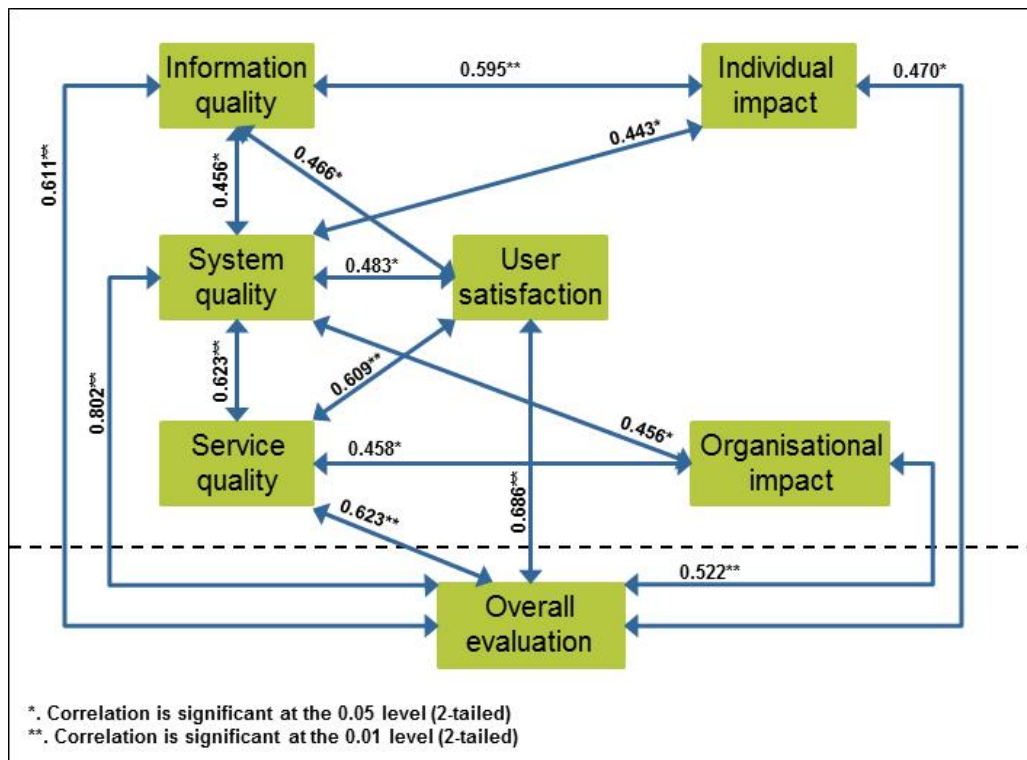 Information
quality
0.595**
Individual
impact
0.470*
0.611**
0.456*
0.466*
0.443*
System
quality
0.483*
User
satisfaction
0.802**
0.623**
0.609**
Service
quality
0.458*
0.456*
Organisational
impact
0.686**
0.623**
0.522**
Overall
evaluation
*. Correlation is significant at the 0.05 level (2-tailed)
**. Correlation is significant at the 0.01 level (2-tailed)